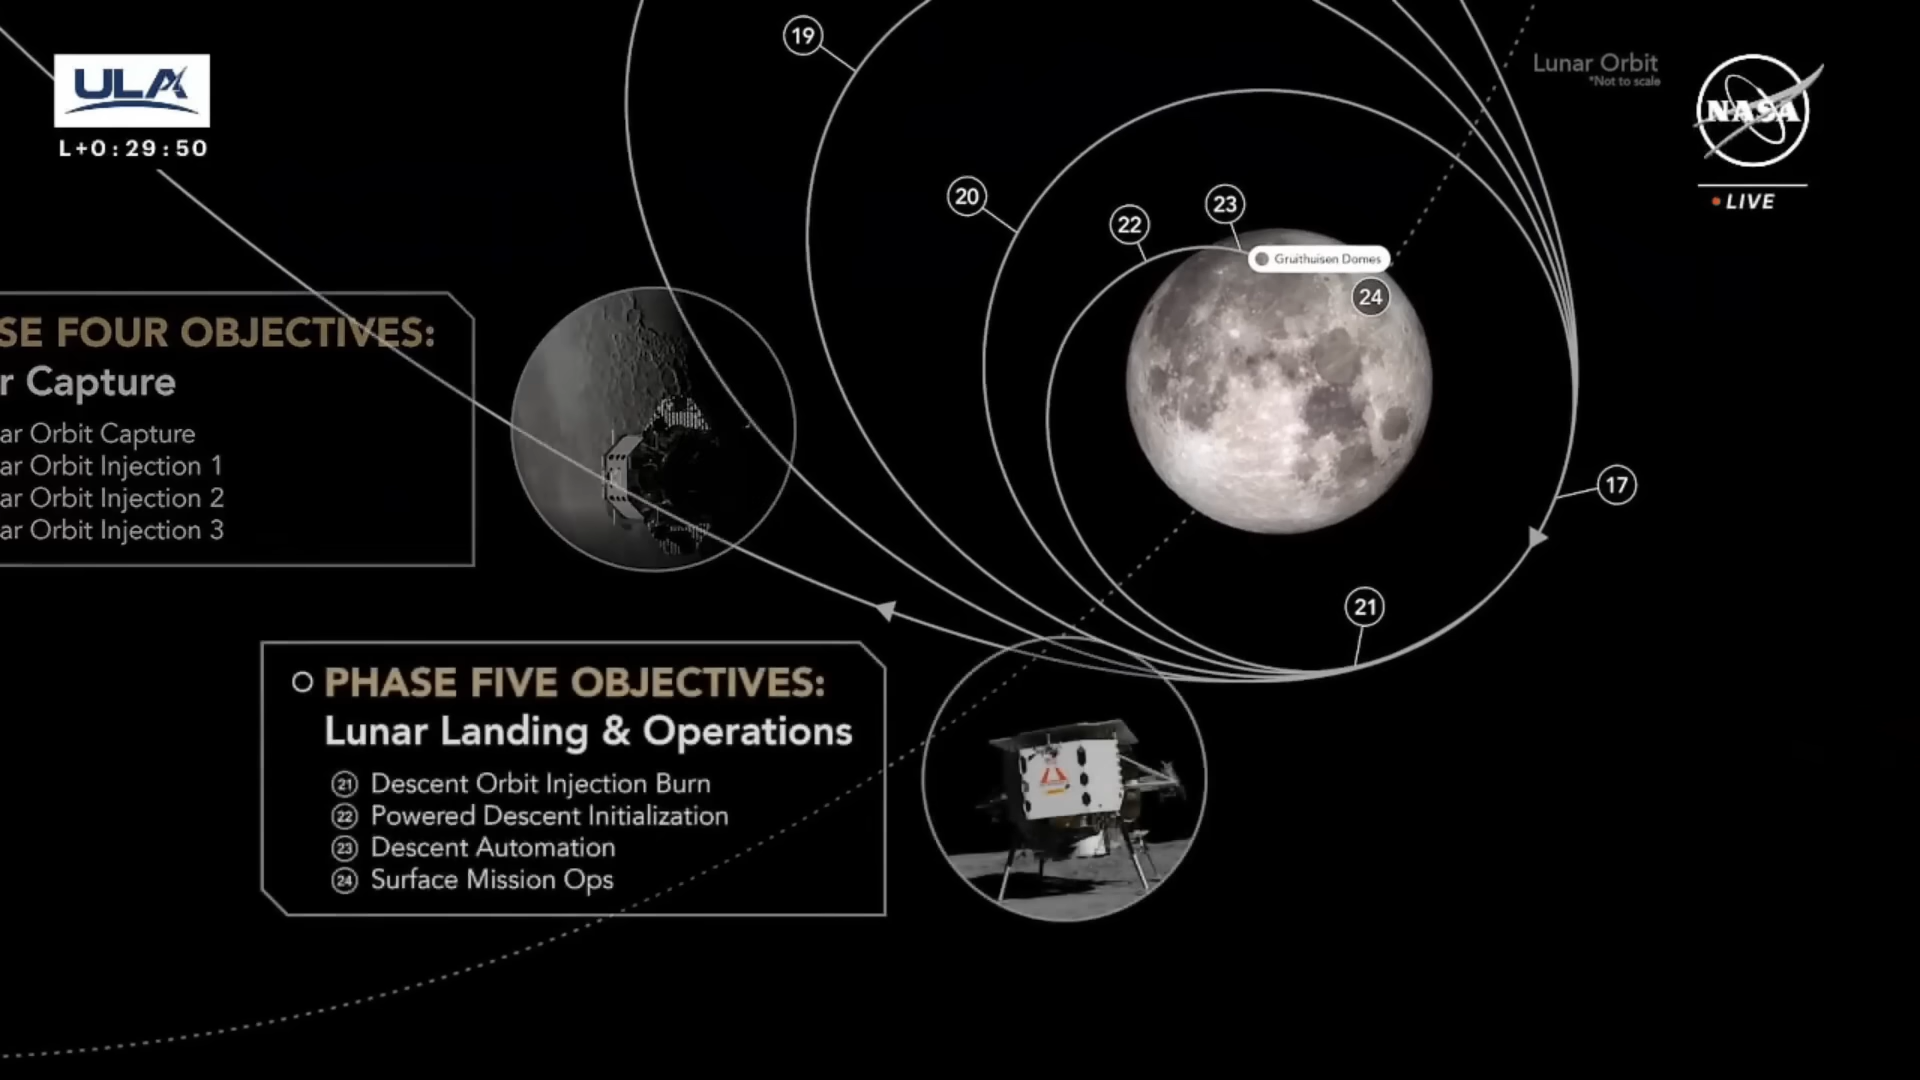 ULA
L+0:29:50
Lunar Orbit
*Not to scale
NASA
LIVE
19
20
22
23
Gruithuisen Domes
24
17
21
SE FOUR OBJECTIVES:
r Capture
ar Orbit Capture
ar Orbit Injection 1
ar Orbit Injection 2
ar Orbit Injection 3
PHASE FIVE OBJECTIVES:
Lunar Landing & Operations
21 Descent Orbit Injection Burn
22 Powered Descent Initialization
23 Descent Automation
24 Surface Mission Ops